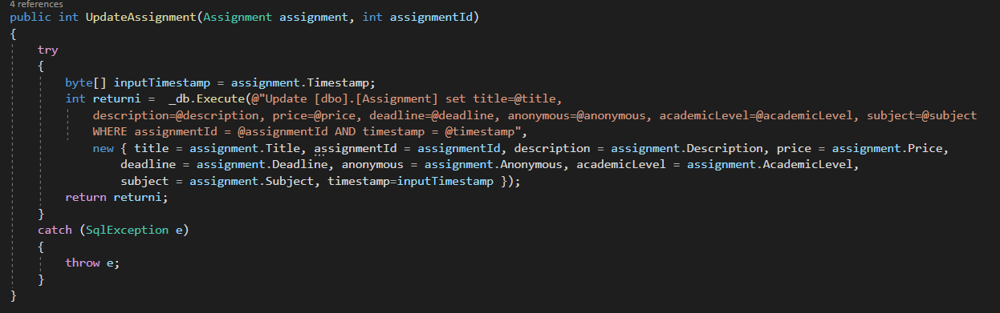 4 references
public int UpdateAssignment(Assignment assignment, int assignmentId)
{
try
{
byte[] inputTimestamp = assignment.Timestamp;
int returni =  _db.Execute(@"Update [dbo].[Assignment] set title=@title,
description=@description, price=@price, deadline=@deadline, anonymous=@anonymous, academicLevel=@academicLevel, subject=@subject
WHERE assignmentId = @assignmentId AND timestamp = @timestamp",
new { title = assignment.Title, assignmentId = assignmentId, description = assignment.Description, price = assignment.Price,
deadline = assignment.Deadline, anonymous = assignment.Anonymous, academicLevel = assignment.AcademicLevel,
subject = assignment.Subject, timestamp=inputTimestamp });
return returni;
}
catch (SqlException e)
{
throw e;
}
}